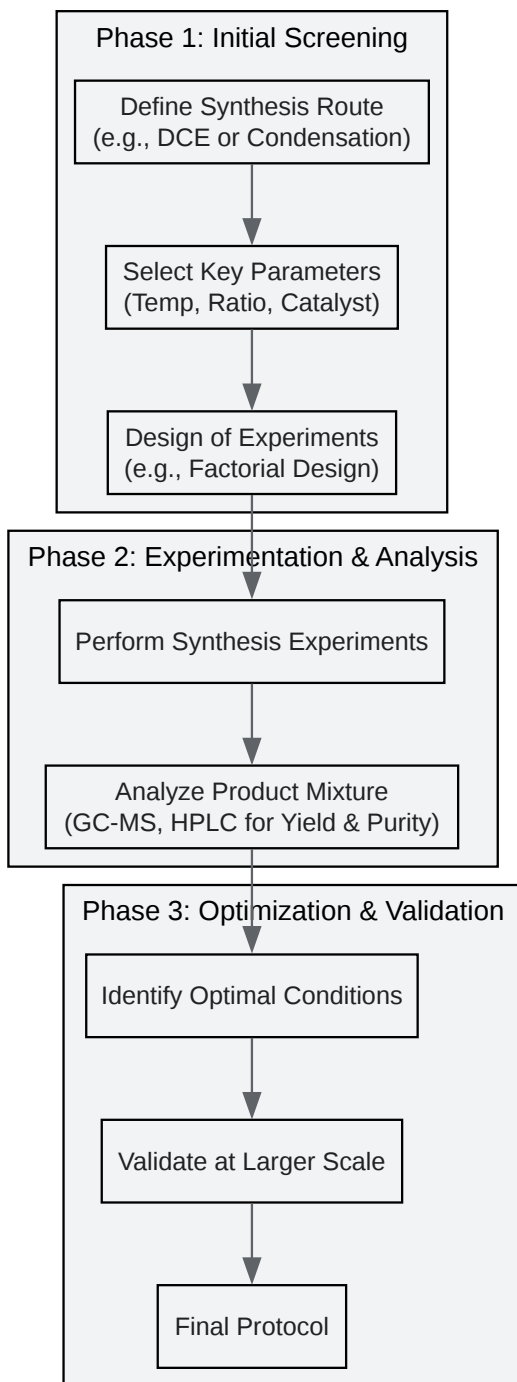 Phase 1: Initial Screening
Define Synthesis Route
(e.g., DCE or Condensation)
Select Key Parameters
(Temp, Ratio, Catalyst)
Design of Experiments
(e.g., Factorial Design)
Phase 2: Experimentation & Analysis
Perform Synthesis Experiments
Analyze Product Mixture
(GC-MS, HPLC for Yield & Purity)
Phase 3: Optimization & Validation
Identify Optimal Conditions
Validate at Larger Scale
Final Protocol